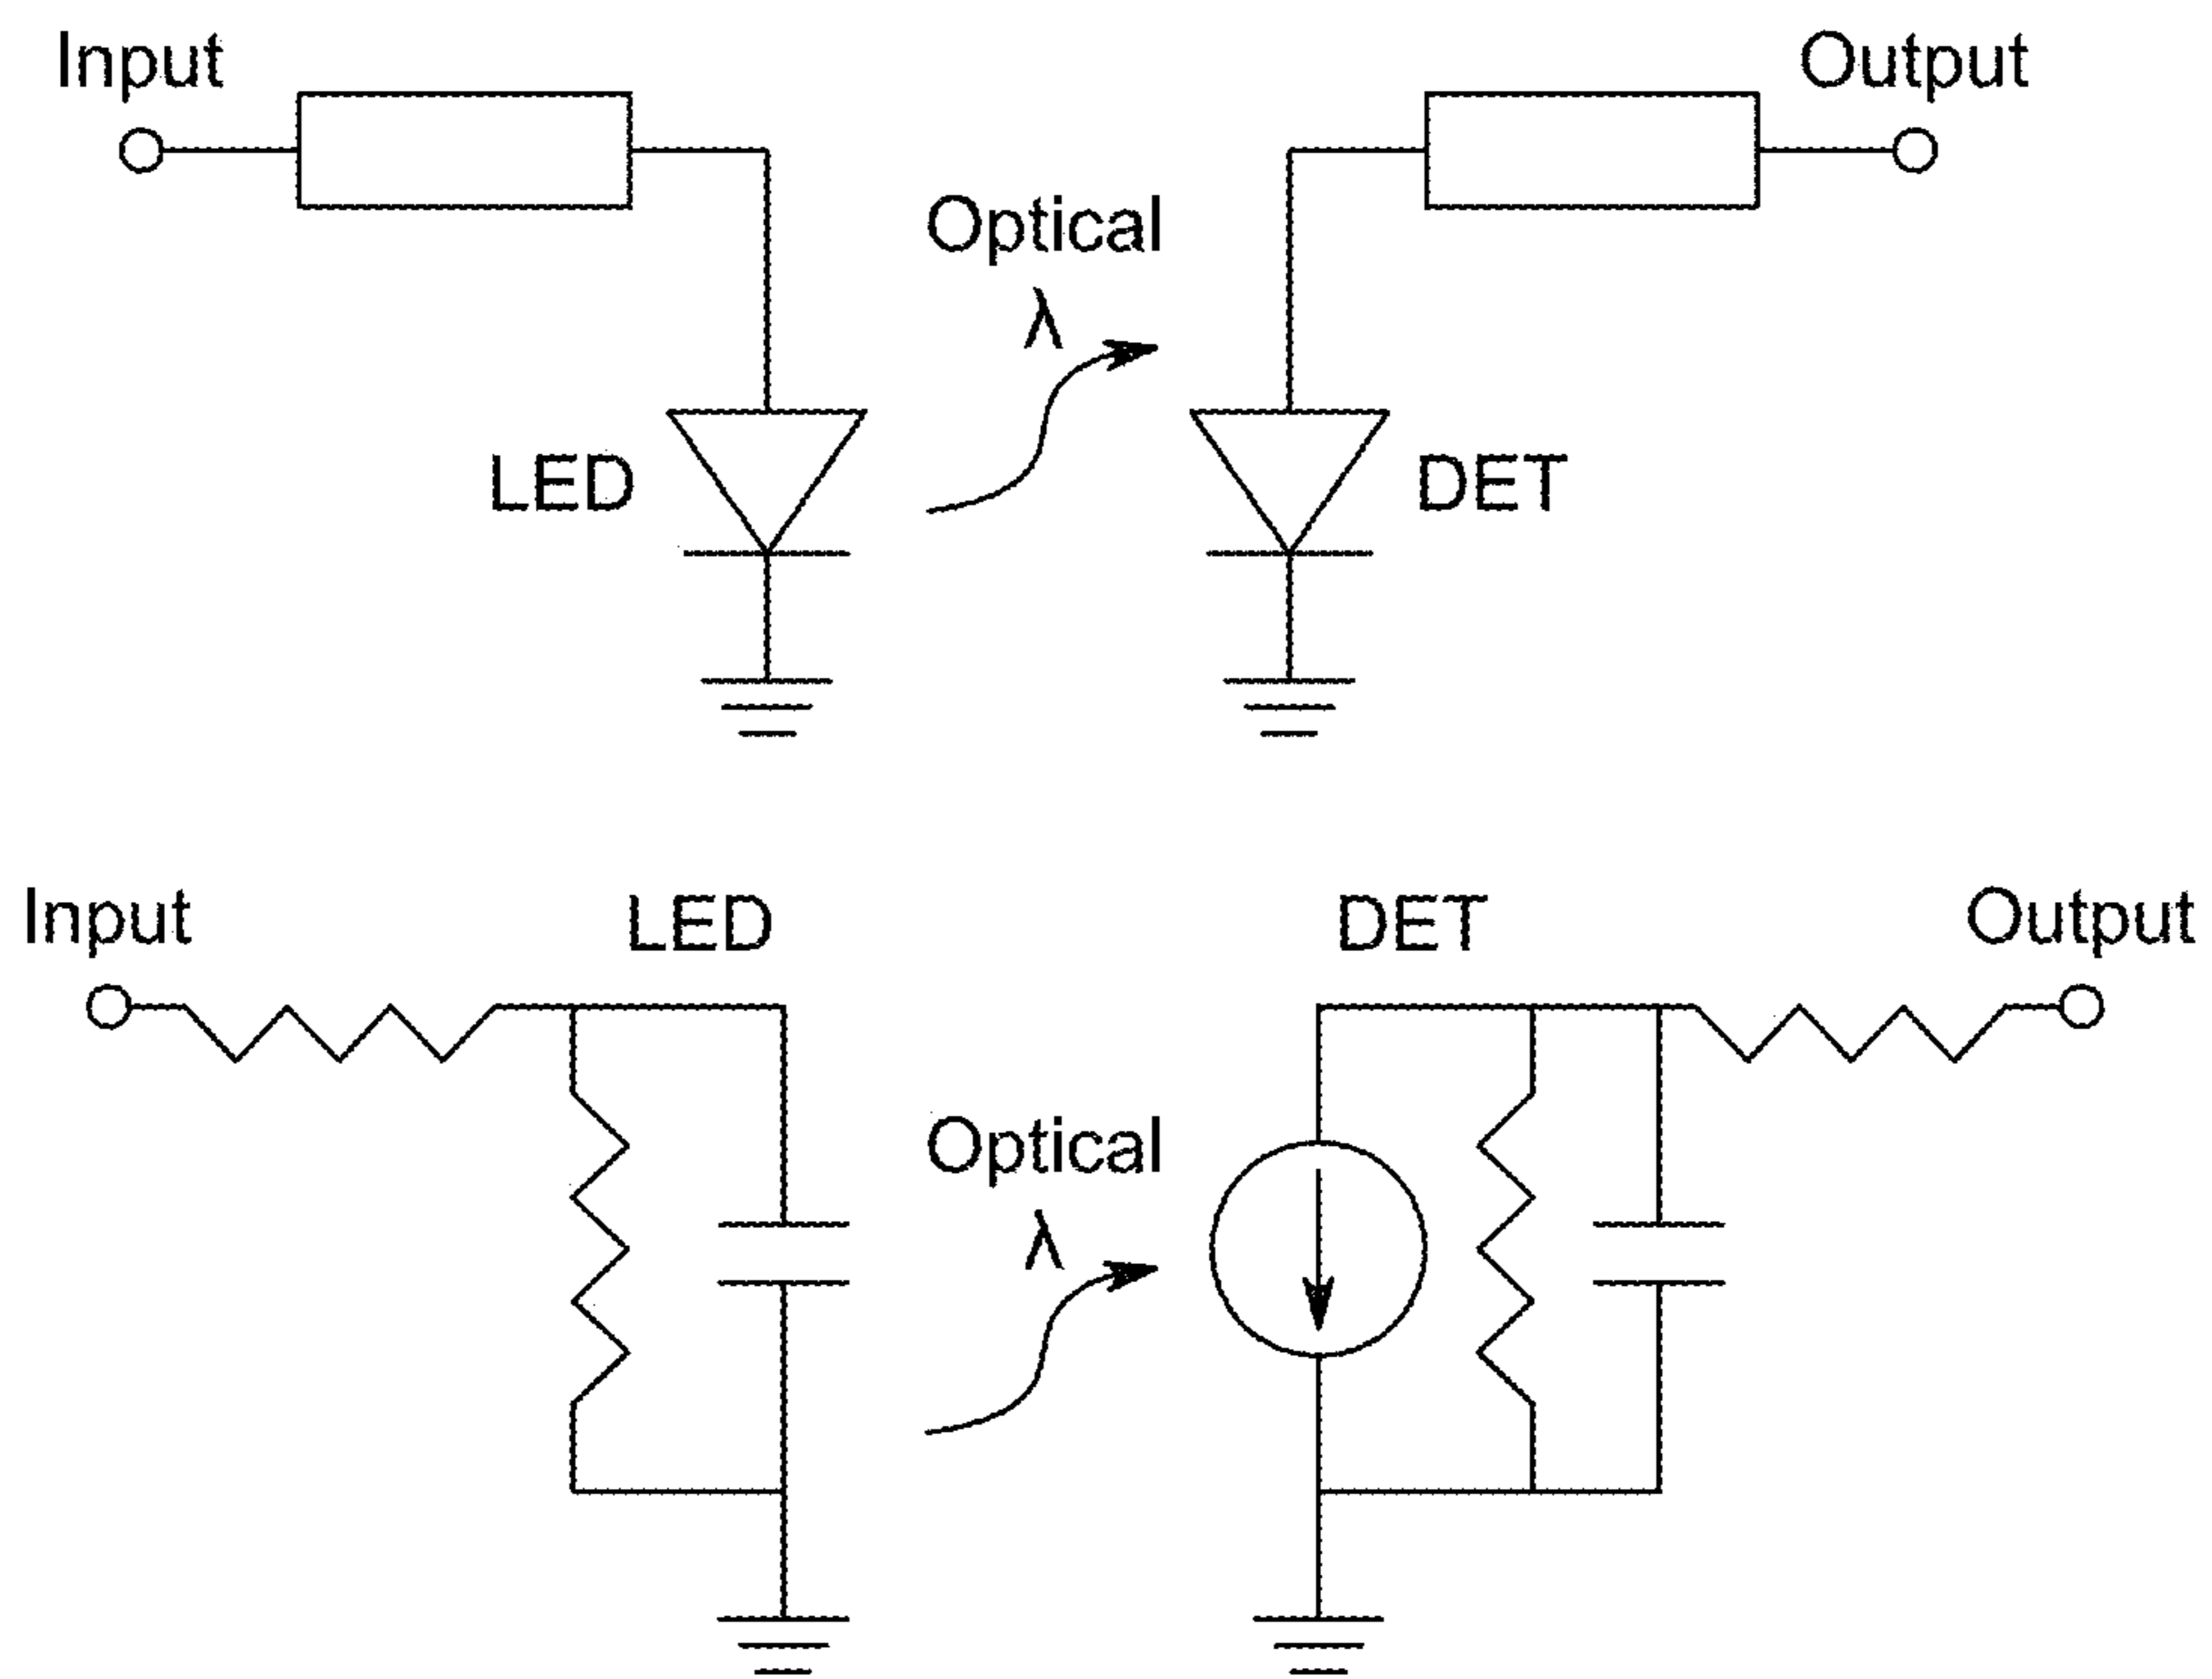 Input
Output
Optical
λ
LED
DET
Input
LED
DET
Output
Optical
λ